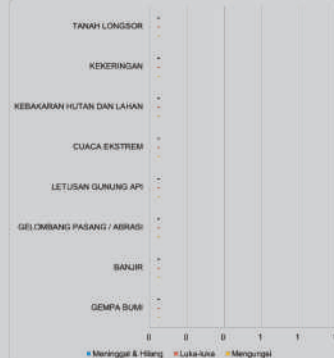 TANAH LONGSOR
KEKERINGAN
KEBAKARAN HUTAN DAN LAHAN
CUACA EKSTREM
LETUSAN GUNUNG API
GELOMBANG PASANG / ABRASI
BANJIR
GEMPA BUMI
0 0 0 1 1
Meninggal & Hilang Luka-luka Mengungsi